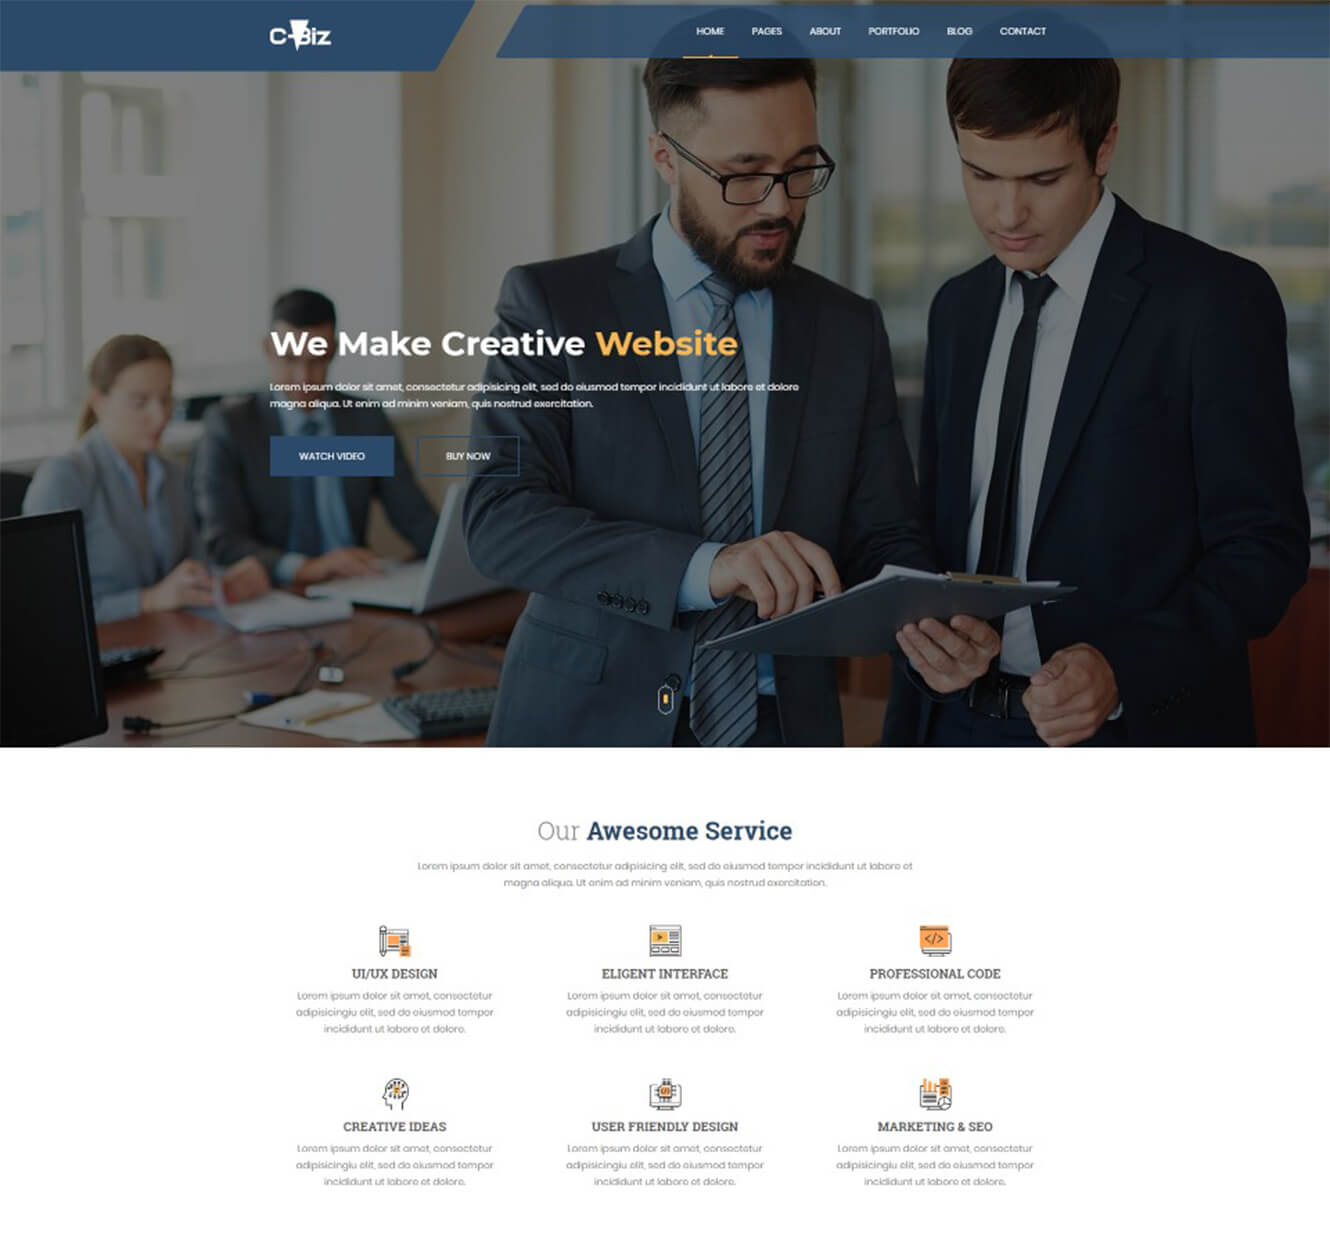 C-Biz
HOME PAGES ABOUT PORTFOLIO BLOG CONTACT
We Make Creative Website
Lorem ipsum dolor sit amet, consectetur adipisicing elit, sed do eiusmod tempor incididunt ut labore et dolore
magna aliqua. Ut enim ad minim veniam, quis nostrud exercitation.
WATCH VIDEO BUY NOW
Our Awesome Service
Lorem ipsum dolor sit amet, consectetur adipisicing elit, sed do eiusmod tempor incididunt ut labore et
magna aliqua. Ut enim ad minim veniam, quis nostrud exercitation.
UI/UX DESIGN
Lorem ipsum dolor sit amet, consectetur
adipisicingiu elit, sed do eiusmod tempor
incididunt ut labore et dolore.
ELIGENT INTERFACE
Lorem ipsum dolor sit amet, consectetur
adipisicingiu elit, sed do eiusmod tempor
incididunt ut labore et dolore.
PROFESSIONAL CODE
Lorem ipsum dolor sit amet, consectetur
adipisicingiu elit, sed do eiusmod tempor
incididunt ut labore et dolore.
CREATIVE IDEAS
Lorem ipsum dolor sit amet, consectetur
adipisicingiu elit, sed do eiusmod tempor
incididunt ut labore et dolore.
USER FRIENDLY DESIGN
Lorem ipsum dolor sit amet, consectetur
adipisicingiu elit, sed do eiusmod tempor
incididunt ut labore et dolore.
MARKETING & SEO
Lorem ipsum dolor sit amet, consectetur
adipisicingiu elit, sed do eiusmod tempor
incididunt ut labore et dolore.